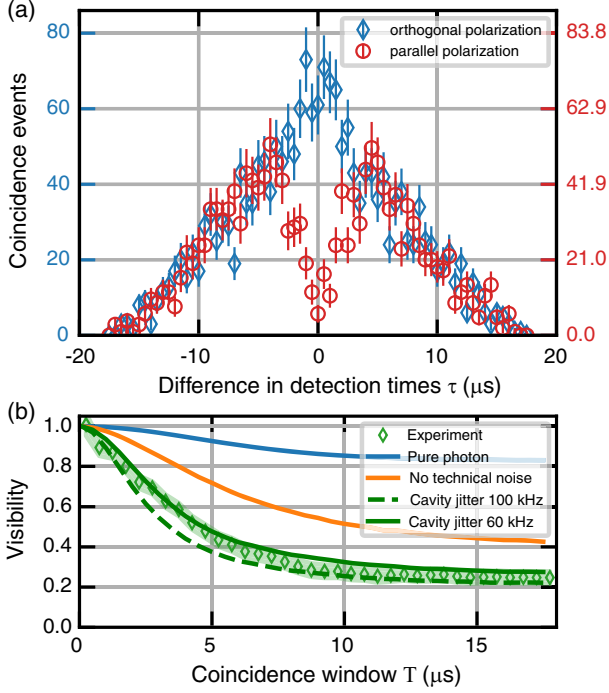 (a)
80
60
40
20
0
Coincidence events
83.8
62.9
41.9
21.0
0.0
orthogonal polarization
parallel polarization
-20
-10
0
10
20
Difference in detection times τ (μs)
(b)
1.0
0.8
0.6
0.4
0.2
0.0
Visibility
Experiment
Pure photon
No technical noise
Cavity jitter 100 kHz
Cavity jitter 60 kHz
0
5
10
15
Coincidence window T (μs)